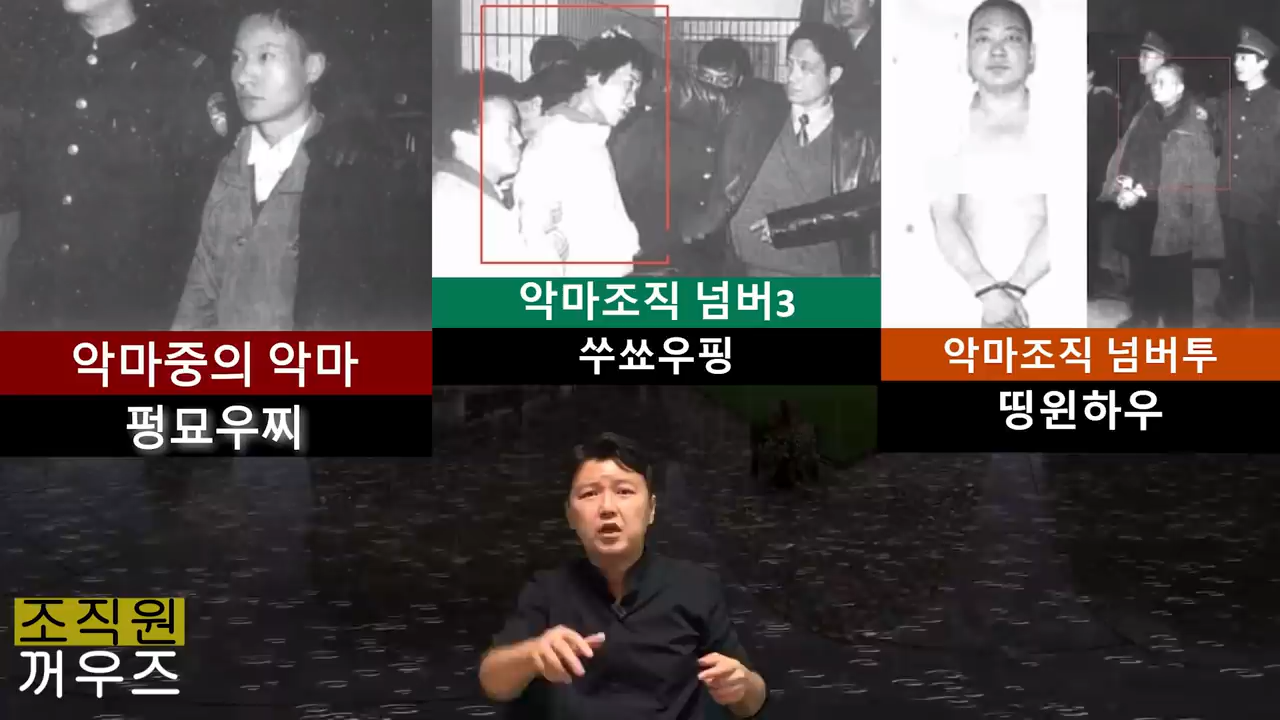 악마중의 악마
펑묘우찌
악마조직 넘버3
쑤쑈우핑
악마조직 넘버투
띵윈하우
조직원
꺼우즈